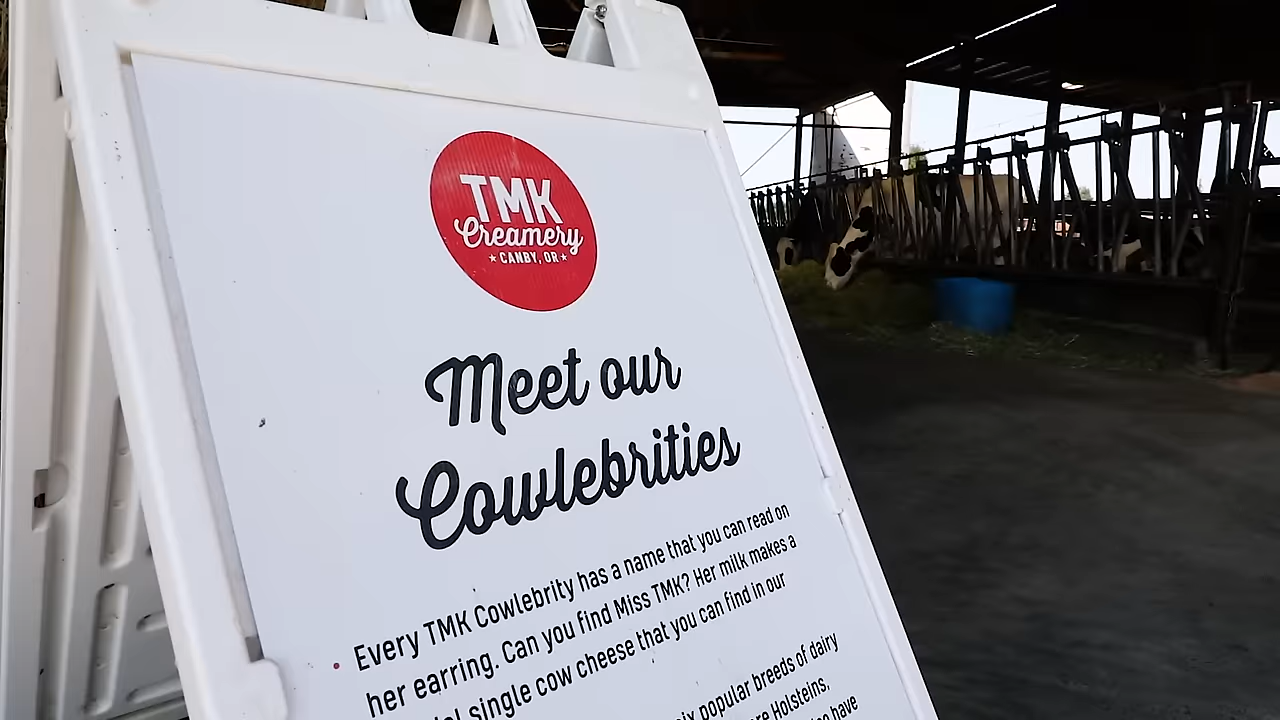 TMK
Creamery
CANBY, OR
Meet our
Cowlebrities
Every TMK Cowlebrity has a name that you can read on
her earring. Can you find Miss TMK? Her milk makes a
single cow cheese that you can find in our
popular breeds of dairy
Holsteins,
have